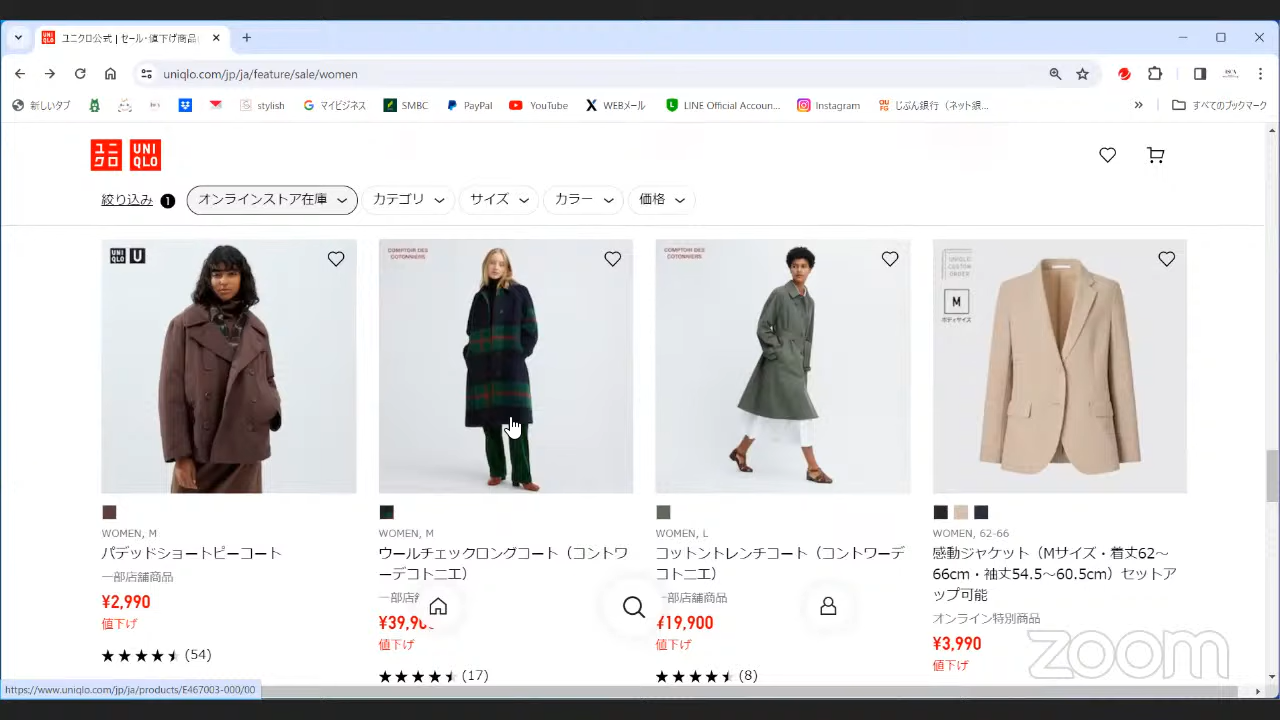 ユニクロ公式 | セール・値下げ商品
uniqlo.com/jp/ja/feature/sale/women
新しいタブ
stylish
マイビジネス
SMBC
PayPal
YouTube
WEBメール
LINE Official Accoun...
Instagram
じぶん銀行（ネット銀...
すべてのブックマーク
ユニクロ
UNIQLO
絞り込み 1
オンラインストア在庫
カテゴリ
サイズ
カラー
価格
UNIQLO U
COMPTOIR DES
COTONNIERS
COMPTOIR DES
COTONNIERS
UNIQLO
CUSTOM
ORDER
M
ボディサイズ
WOMEN, M
パデッドショートピーコート
一部店舗商品
¥2,990
値下げ
(54)
WOMEN, M
ウールチェックロングコート（コントワ
ーデコトニエ）
一部店
¥39,9
値下げ
(17)
WOMEN, L
コットントレンチコート（コントワーデ
コトニエ）
一部店舗商品
¥19,900
値下げ
(8)
WOMEN, 62-66
感動ジャケット（Mサイズ・着丈62～
66cm・袖丈54.5～60.5cm）セットア
ップ可能
オンライン特別商品
¥3,990
値下げ
zoom
https://www.uniqlo.com/jp/ja/products/E467003-000/00